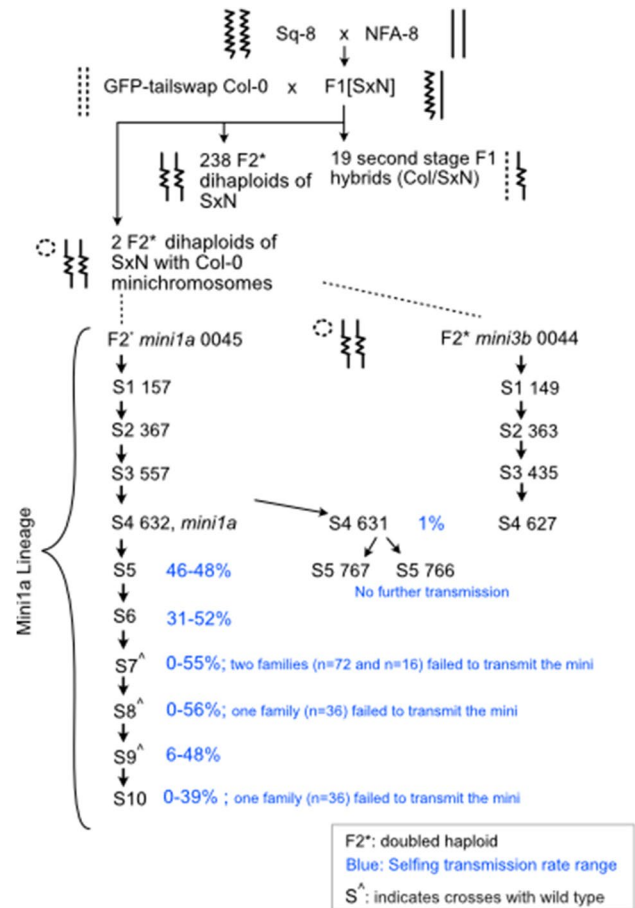 Sq-8 x NFA-8
GFP-tailswap Col-0 x F1[SxN]
238 F2*
dihaploids of
SxN
19 second stage F1
hybrids (Col/SxN)
2 F2* dihaploids of
SxN with Col-0
minichromosomes
Mini1a Lineage
F2* mini1a 0045
S1 157
S2 367
S3 557
S4 632, mini1a
S5 46-48%
S6 31-52%
S7^ 0-55%; two families (n=72 and n=16) failed to transmit the mini
S8^ 0-56%; one family (n=36) failed to transmit the mini
S9^ 6-48%
S10 0-39% ; one family (n=36) failed to transmit the mini
S4 631 1%
S5 767 S5 766
No further transmission
F2* mini3b 0044
S1 149
S2 363
S3 435
S4 627
F2*: doubled haploid
Blue: Selfing transmission rate range
S^: indicates crosses with wild type